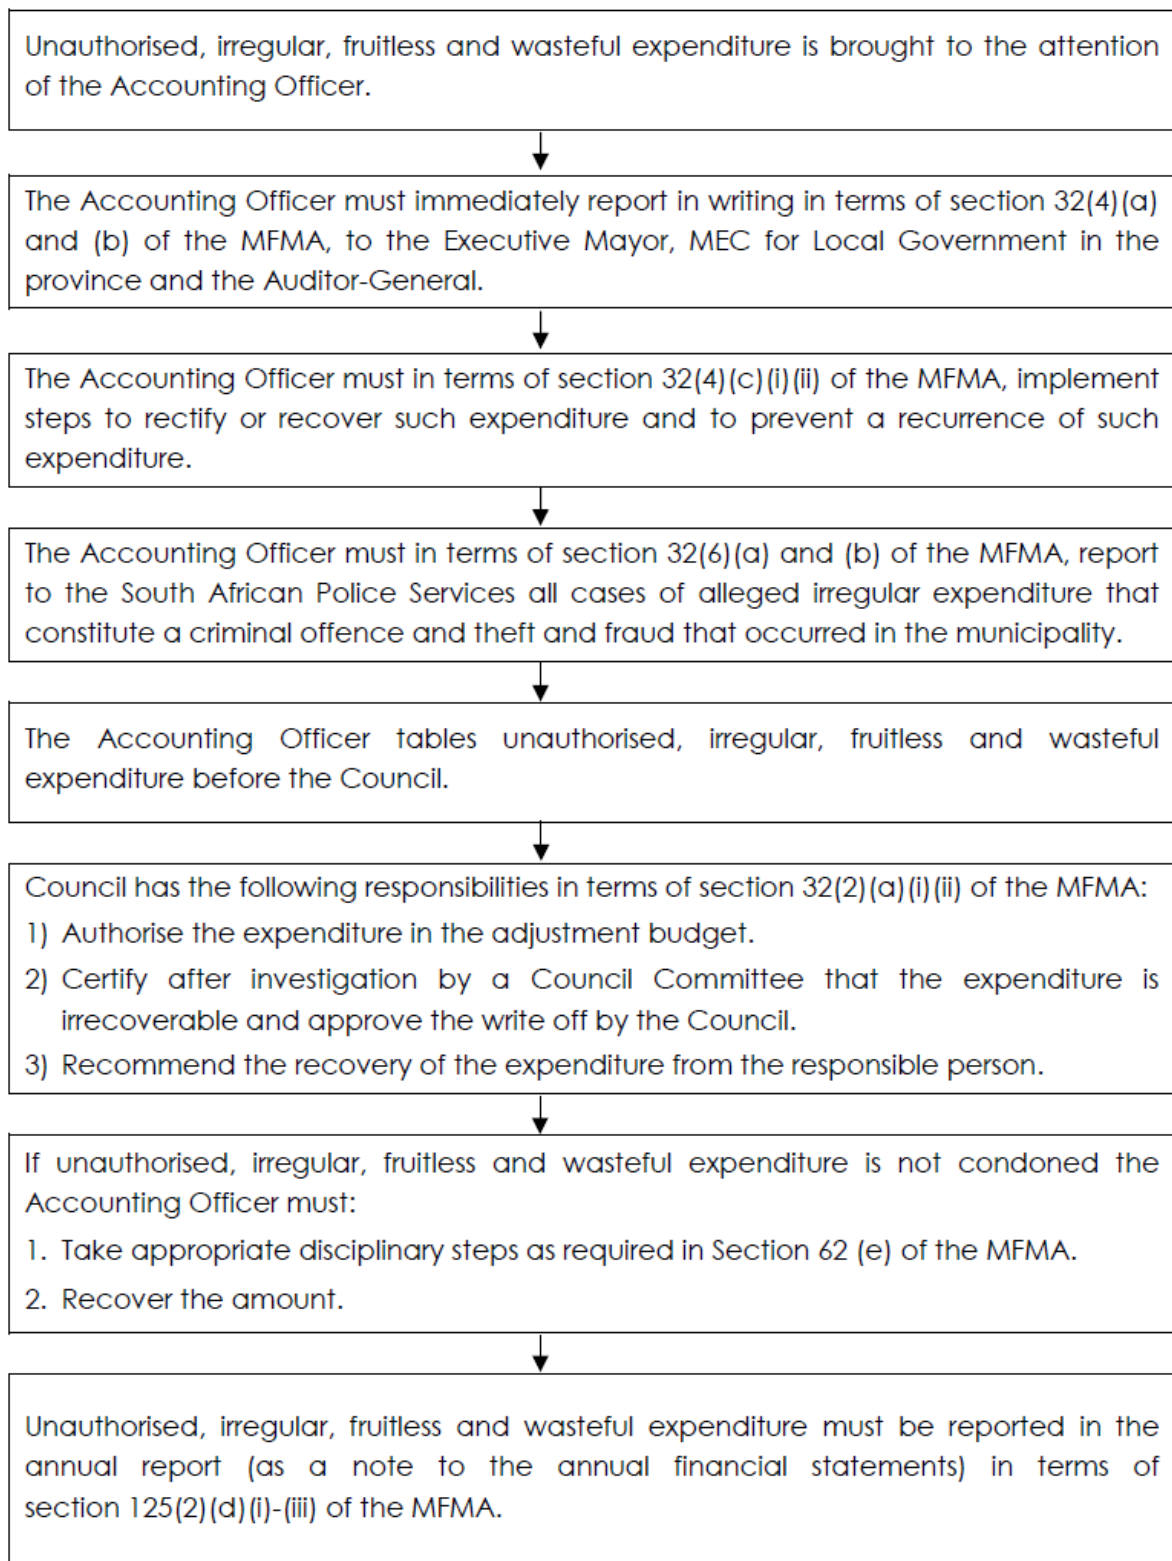 Unauthorised, irregular, fruitless and wasteful expenditure is brought to the attention
of the Accounting Officer.
The Accounting Officer must immediately report in writing in terms of section 32(4)(a)
and (b) of the MFMA, to the Executive Mayor, MEC for Local Government in the
province and the Auditor-General.
The Accounting Officer must in terms of section 32(4)(c)(i)(ii) of the MFMA, implement
steps to rectify or recover such expenditure and to prevent a recurrence of such
expenditure.
The Accounting Officer must in terms of section 32(6)(a) and (b) of the MFMA, report
to the South African Police Services all cases of alleged irregular expenditure that
constitute a criminal offence and theft and fraud that occurred in the municipality.
The Accounting Officer tables unauthorised, irregular, fruitless and wasteful
expenditure before the Council.
Council has the following responsibilities in terms of section 32(2)(a)(i)(ii) of the MFMA:
1) Authorise the expenditure in the adjustment budget.
2) Certify after investigation by a Council Committee that the expenditure is
irrecoverable and approve the write off by the Council.
3) Recommend the recovery of the expenditure from the responsible person.
If unauthorised, irregular, fruitless and wasteful expenditure is not condoned the
Accounting Officer must:
1. Take appropriate disciplinary steps as required in Section 62 (e) of the MFMA.
2. Recover the amount.
Unauthorised, irregular, fruitless and wasteful expenditure must be reported in the
annual report (as a note to the annual financial statements) in terms of
section 125(2)(d)(i)-(iii) of the MFMA.